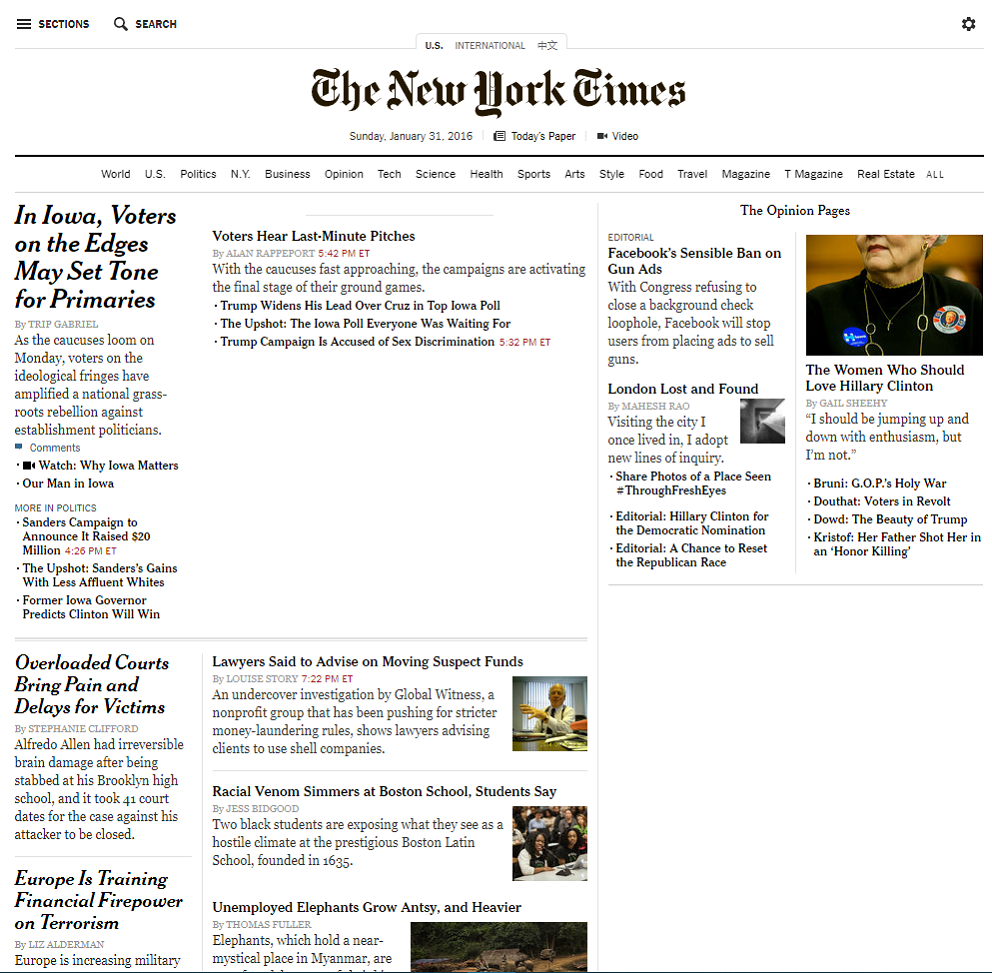 SECTIONS SEARCH
U.S. INTERNATIONAL 中文
The New York Times
Sunday, January 31, 2016 Today's Paper Video
World U.S. Politics N.Y. Business Opinion Tech Science Health Sports Arts Style Food Travel Magazine T Magazine Real Estate ALL
In Iowa, Voters
on the Edges
May Set Tone
for Primaries
By TRIP GABRIEL
As the caucuses loom on
Monday, voters on the
ideological fringes have
amplified a national grass-
roots rebellion against
establishment politicians.
Comments
· Watch: Why Iowa Matters
· Our Man in Iowa
MORE IN POLITICS
· Sanders Campaign to
Announce It Raised $20
Million 4:26 PM ET
· The Upshot: Sanders's Gains
With Less Affluent Whites
· Former Iowa Governor
Predicts Clinton Will Win
Voters Hear Last-Minute Pitches
By ALAN RAPPEPORT 5:42 PM ET
With the caucuses fast approaching, the campaigns are activating
the final stage of their ground games.
· Trump Widens His Lead Over Cruz in Top Iowa Poll
· The Upshot: The Iowa Poll Everyone Was Waiting For
· Trump Campaign Is Accused of Sex Discrimination 5:32 PM ET
The Opinion Pages
EDITORIAL
Facebook's Sensible Ban on
Gun Ads
With Congress refusing to
close a background check
loophole, Facebook will stop
users from placing ads to sell
guns.
London Lost and Found
By MAHESH RAO
Visiting the city I
once lived in, I adopt
new lines of inquiry.
· Share Photos of a Place Seen
#ThroughFreshEyes
· Editorial: Hillary Clinton for
the Democratic Nomination
· Editorial: A Chance to Reset
the Republican Race
The Women Who Should
Love Hillary Clinton
By GAIL SHEEHY
“I should be jumping up and
down with enthusiasm, but
I'm not.”
· Bruni: G.O.P.'s Holy War
· Douthat: Voters in Revolt
· Dowd: The Beauty of Trump
· Kristof: Her Father Shot Her in
an ‘Honor Killing’
Overloaded Courts
Bring Pain and
Delays for Victims
By STEPHANIE CLIFFORD
Alfredo Allen had irreversible
brain damage after being
stabbed at his Brooklyn high
school, and it took 41 court
dates for the case against his
attacker to be closed.
Europe Is Training
Financial Firepower
on Terrorism
By LIZ ALDERMAN
Europe is increasing military
Lawyers Said to Advise on Moving Suspect Funds
By LOUISE STORY 7:22 PM ET
An undercover investigation by Global Witness, a
nonprofit group that has been pushing for stricter
money-laundering rules, shows lawyers advising
clients to use shell companies.
Racial Venom Simmers at Boston School, Students Say
By JESS BIDGOOD
Two black students are exposing what they see as a
hostile climate at the prestigious Boston Latin
School, founded in 1635.
Unemployed Elephants Grow Antsy, and Heavier
By THOMAS FULLER
Elephants, which hold a near-
mystical place in Myanmar, are